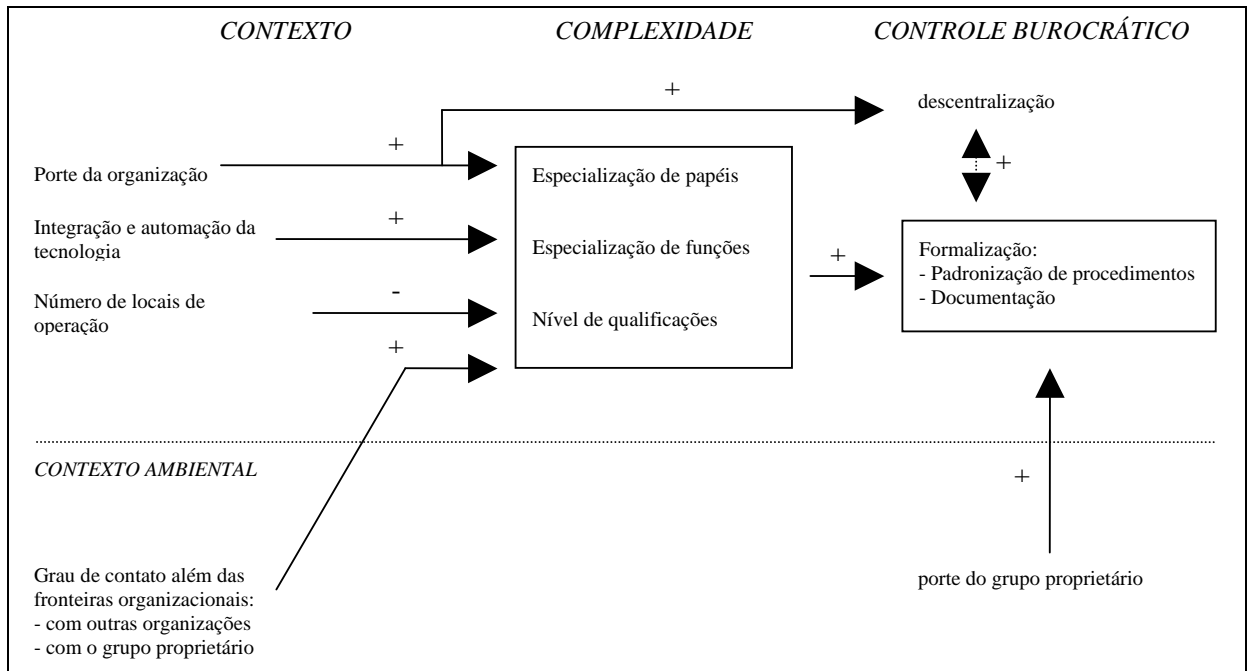 CONTEXTO COMPLEXIDADE CONTROLE BUROCRÁTICO
+
descentralização
+
Porte da organização
Especialização de papéis
+
Integração e automação da
tecnologia
+
Especialização de funções
+
Formalização:
- Padronização de procedimentos
- Documentação
Número de locais de
operação
-
Nível de qualificações
+
CONTEXTO AMBIENTAL
+
Grau de contato além das
fronteiras organizacionais:
- com outras organizações
- com o grupo proprietário
porte do grupo proprietário